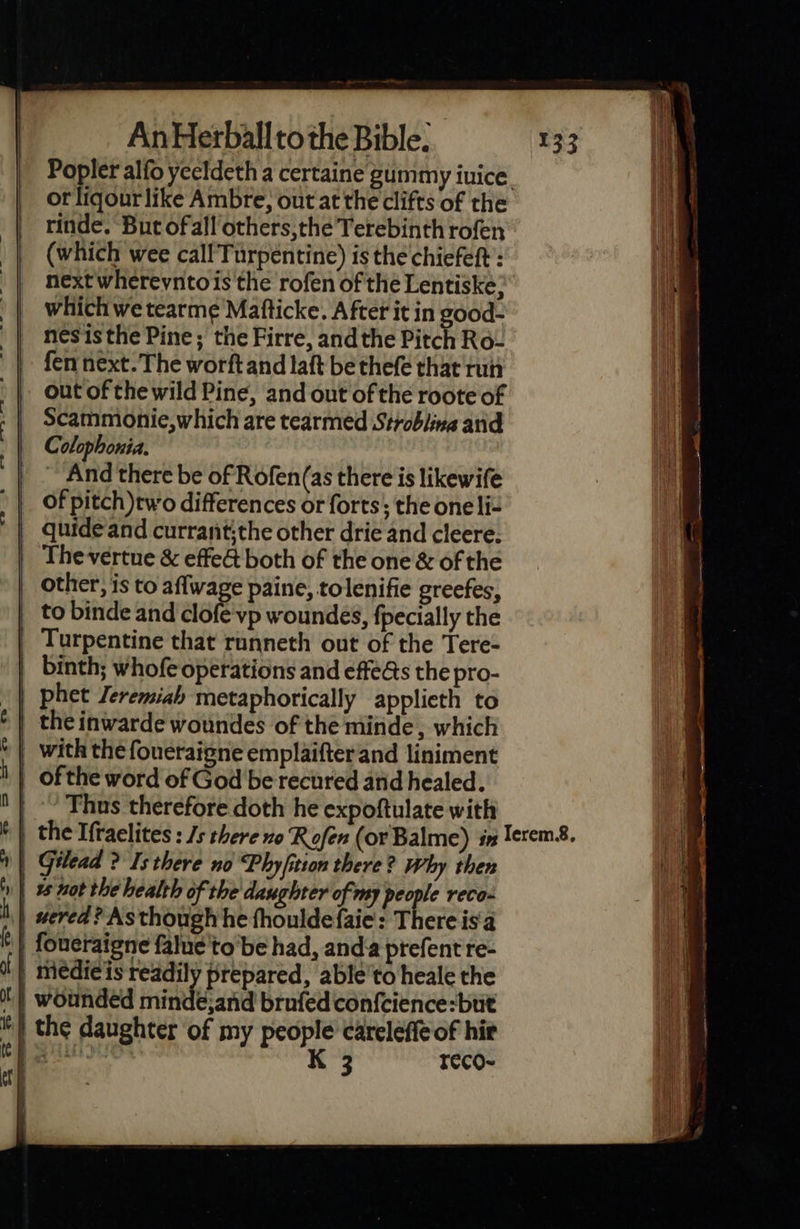 An Herball to the Bible. 133
Popler alſo yeeldeth a certaine gummy iuice
or liqour like Ambre, out at the clifts of the
rinde. But of all others, the Terebinth roſen
(which wee call Turpentine) is the chiefeſt :
next wherevnto is the roſen of the Lentiske,
which we tearme Maſticke. After it in good-
nes is the Pine; the Firre, and the Pitch Ro-
ſen next. The worſt and laſt be theſe that run
out of the wild Pine, and out of the roote of
Scammonie, which are tearmed Stroblina and
Colophonia.
And there be of Roſen (as there is likewiſe
of pitch) two differences or ſorts; the one li-
quide and currant; the other drie and cleere.
The vertue & effect both of the one & of the
other, is to aſſwage paine, to lenifie greefes,
to binde and cloſe vp woundes, ſpecially the
Turpentine that runneth out of the Tere-
binth; whoſe operations and effects the pro-
phet Jeremiah metaphorically applieth to
the inwarde woundes of the minde, which
with the ſoueraigne emplaiſter and liniment
of the word of God be recured and healed.
Thus therefore doth he expoſtulate with
the Iſraelites : Is there no Roſen (or Balme) in Ierem.8.
Gilead ? Is there no Phyſition there? Why then
is not the health of the daughter of my people reco-
uered? As though he ſhoulde ſaie: There is a
ſoueraigne ſalue to be had, and a preſent re-
medie is readily prepared, able to heale the
wounded minde, and bruſed conſcience: but
the daughter of my people careleſſe of hir
K 3 reco-